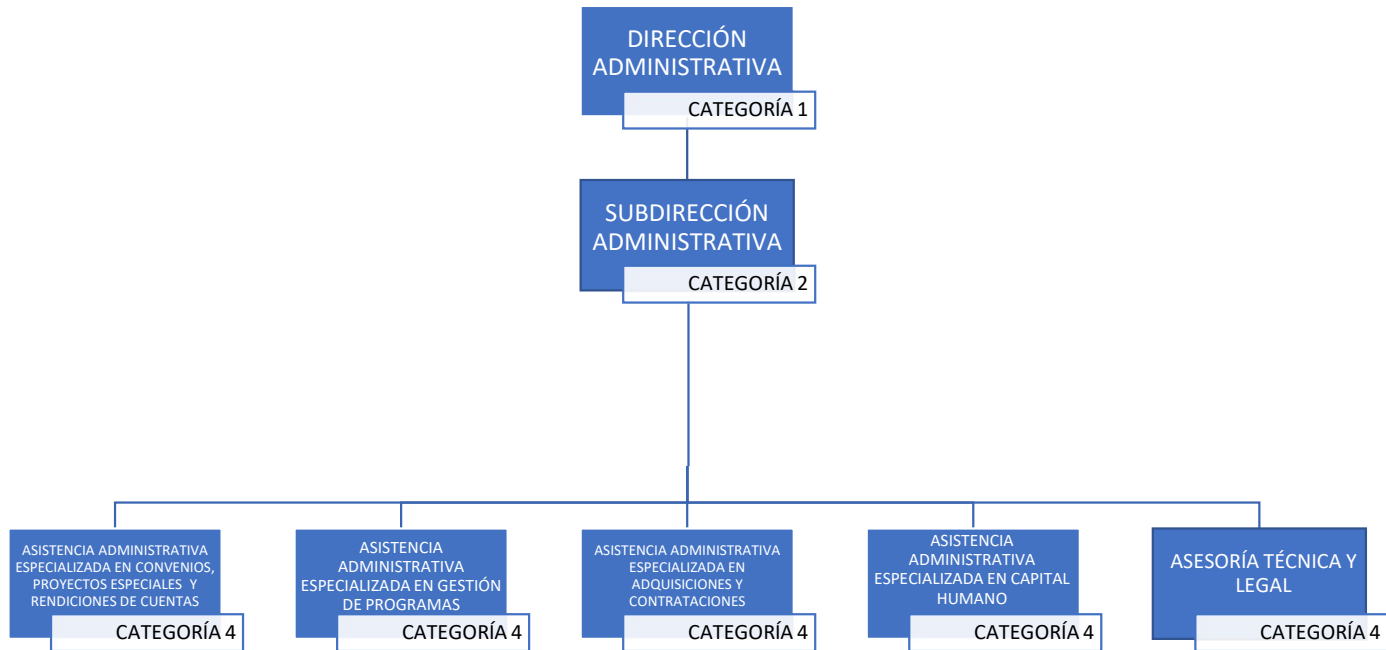 DIRECCIÓN
ADMINISTRATIVA
CATEGORÍA 1
SUBDIRECCIÓN
ADMINISTRATIVA
CATEGORÍA 2
ASISTENCIA ADMINISTRATIVA
ESPECIALIZADA EN CONVENIOS,
PROYECTOS ESPECIALES Y
RENDICIONES DE CUENTAS
CATEGORÍA 4
ASISTENCIA
ADMINISTRATIVA
ESPECIALIZADA EN GESTIÓN
DE PROGRAMAS
CATEGORÍA 4
ASISTENCIA ADMINISTRATIVA
ESPECIALIZADA EN
ADQUISICIONES Y
CONTRATACIONES
CATEGORÍA 4
ASISTENCIA
ADMINISTRATIVA
ESPECIALIZADA EN CAPITAL
HUMANO
CATEGORÍA 4
ASESORÍA TÉCNICA Y
LEGAL
CATEGORÍA 4